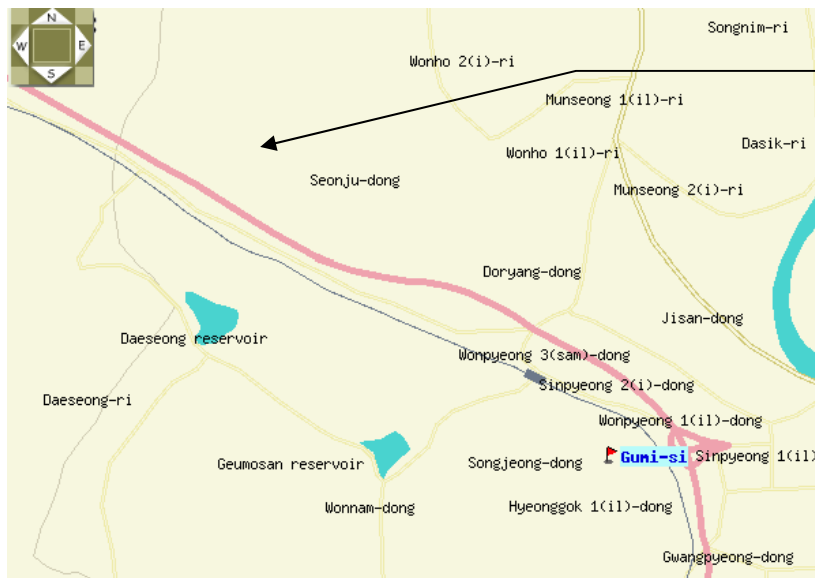 N
W
E
S
Songnim-ri
Wonho 2(i)-ri
Munseong 1(il)-ri
Dasik-ri
Wonho 1(il)-ri
Seonju-dong
Munseong 2(i)-ri
Doryang-dong
Jisan-dong
Daeseong reservoir
Wonpyeong 3(sam)-dong
Sinpyeong 2(i)-dong
Daeseong-ri
Wonpyeong 1(il)-dong
Gumi-si
Sinpyeong 1(il)
Geumosan reservoir
Songjeong-dong
Wonnam-dong
Hyeonggok 1(il)-dong
Gwangpyeong-dong